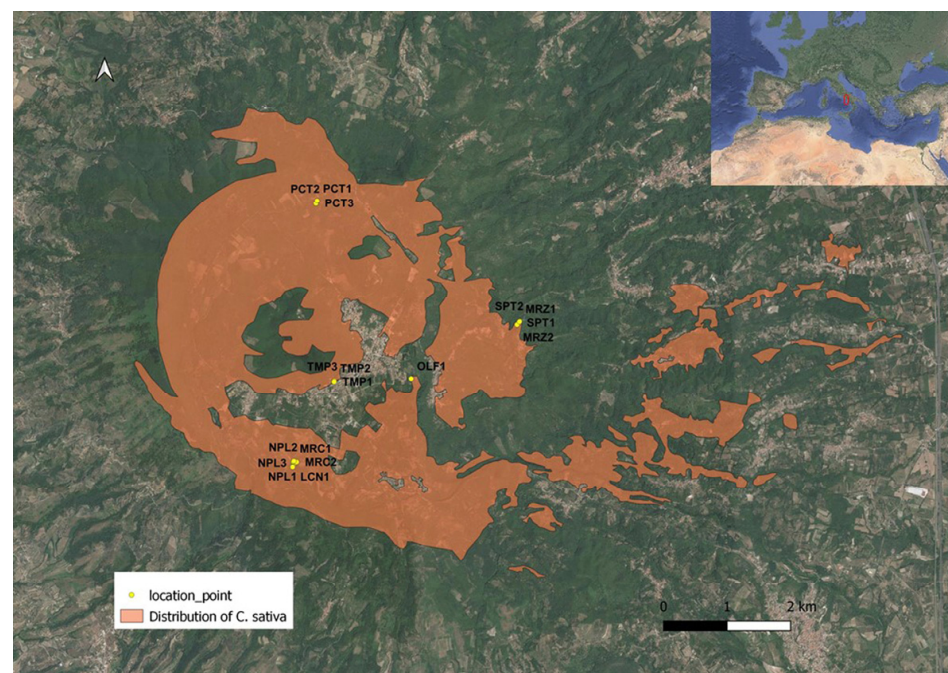 PCT2 PCT1
PCT3
SPT2 MRZ1
SPT1
MRZ2
TMP3 TMP2
TMP1
OLF1
NPL2 MRC1
NPL3 MRC2
NPL1 LCN1
location_point
Distribution of C. sativa
0 1 2 km